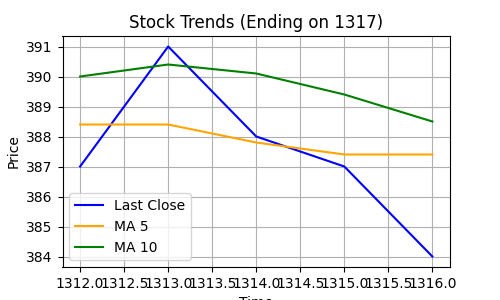 Stock Trends (Ending on 1317)
391
390
389
388
387
386
385
384
Price
Last Close
MA 5
MA 10
1312.0 1312.5 1313.0 1313.5 1314.0 1314.5 1315.0 1315.5 1316.0
Time